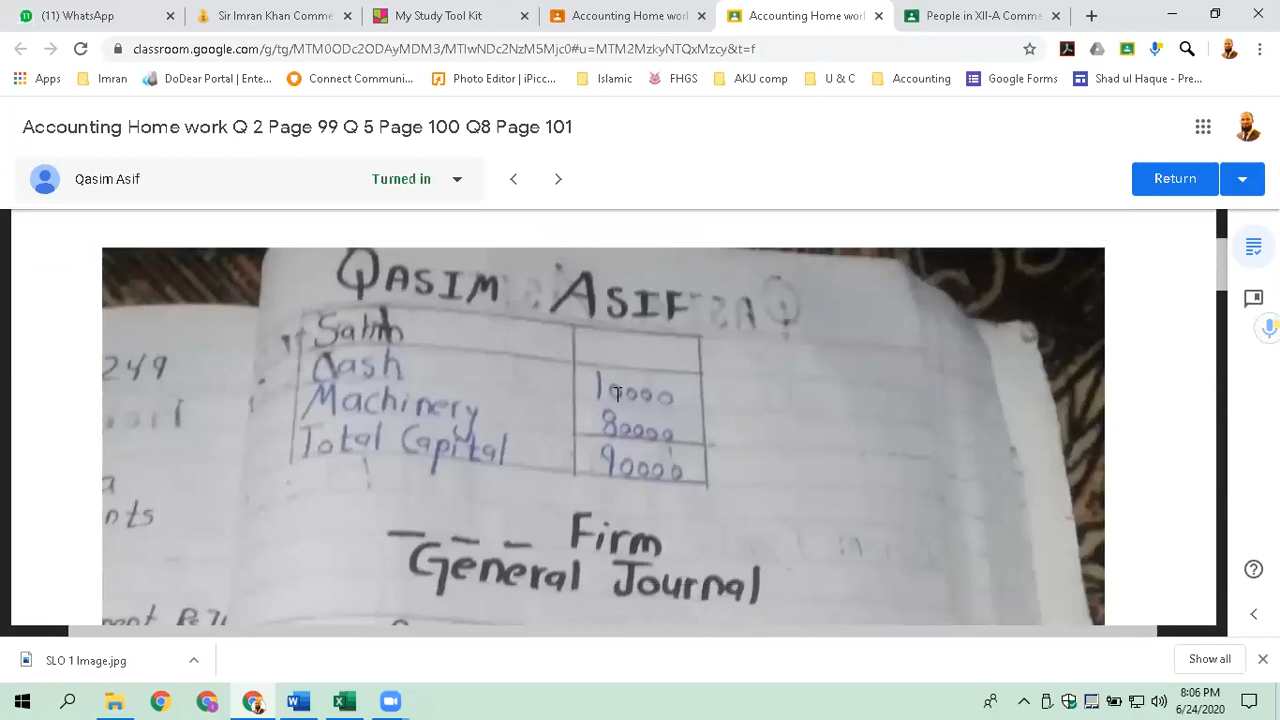 (11) WhatsApp
Sir Imran Khan Comme
My Study Tool Kit
Accounting Home work
Accounting Home work
People in XII-A Comme
classroom.google.com/g/tg/MTM0ODc2ODAyMDM3/MTIwNDc2NzM5Mjc0#u=MTM2MzkyNTQxMzcy&t=f
Apps
Imran
DoDear Portal | Ente...
Connect Communi...
Photo Editor | iPicc...
Islamic
FHGS
AKU comp
U & C
Accounting
Google Forms
Shad ul Haque - Pre...
Accounting Home work Q 2 Page 99 Q 5 Page 100 Q8 Page 101
Qasim Asif
Turned in
Return
QASIM ASIF
Cash 10000
Machinery 80000
Total Capital 90000
249
nts
Firm
General Journal
SLO 1 Image.jpg
Show all
8:06 PM
6/24/2020